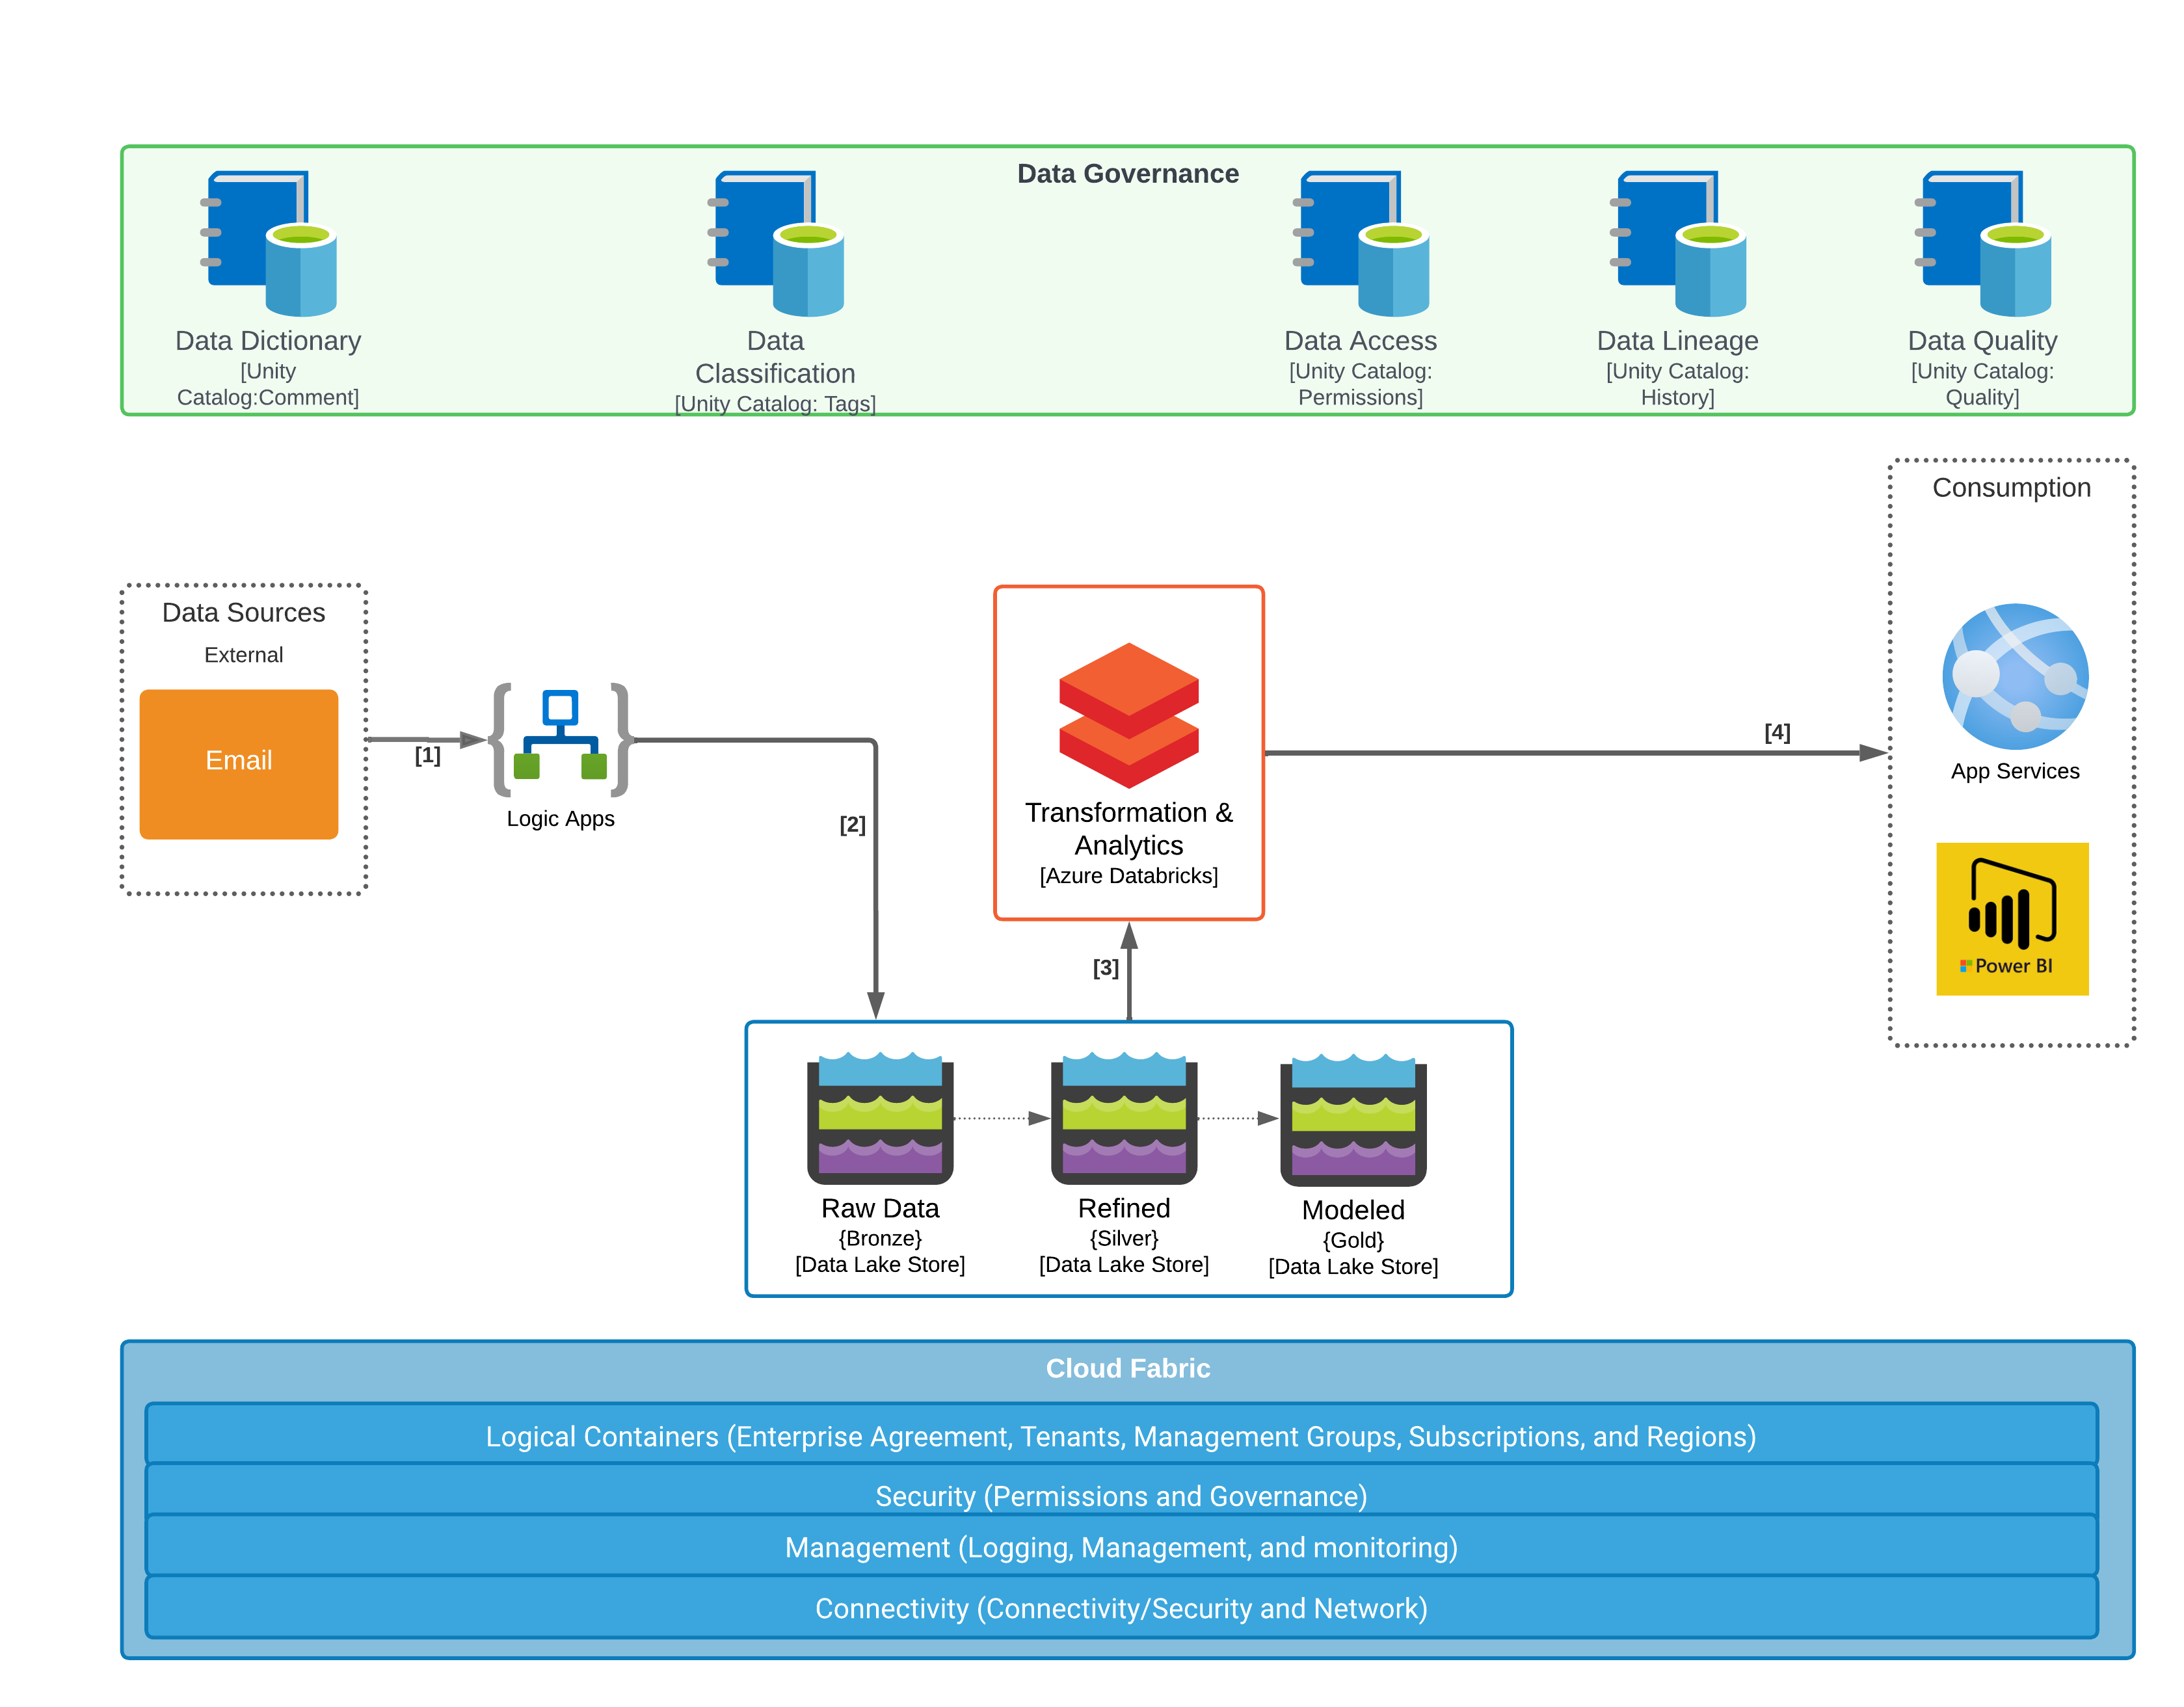 Data Governance
Data Dictionary
[Unity
Catalog:Comment]
Data
Classification
[Unity Catalog: Tags]
Data Access
[Unity Catalog:
Permissions]
Data Lineage
[Unity Catalog:
History]
Data Quality
[Unity Catalog:
Quality]
Data Sources
External
Email
[1]
Logic Apps
[2]
Transformation &
Analytics
[Azure Databricks]
[3]
[4]
Consumption
App Services
Power BI
Raw Data
{Bronze}
[Data Lake Store]
Refined
{Silver}
[Data Lake Store]
Modeled
{Gold}
[Data Lake Store]
Cloud Fabric
Logical Containers (Enterprise Agreement, Tenants, Management Groups, Subscriptions, and Regions)
Security (Permissions and Governance)
Management (Logging, Management, and monitoring)
Connectivity (Connectivity/Security and Network)